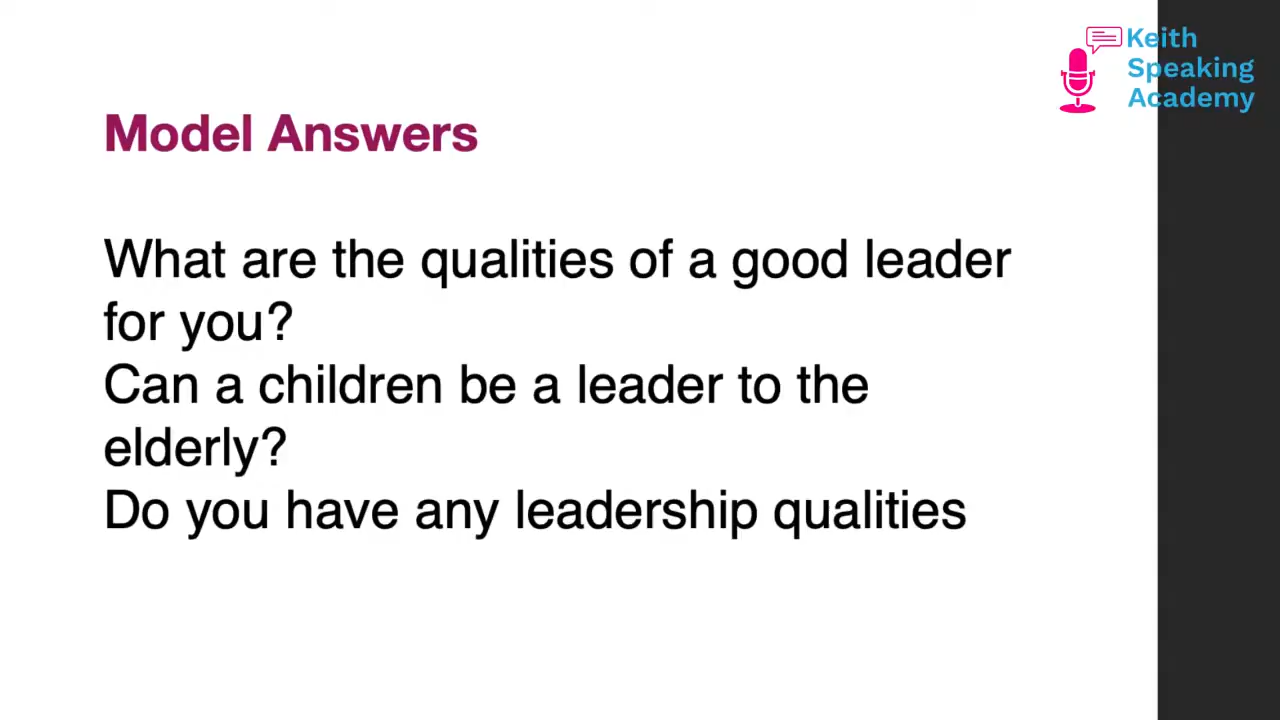 Keith
Speaking
Academy
Model Answers
What are the qualities of a good leader
for you?
Can a children be a leader to the
elderly?
Do you have any leadership qualities